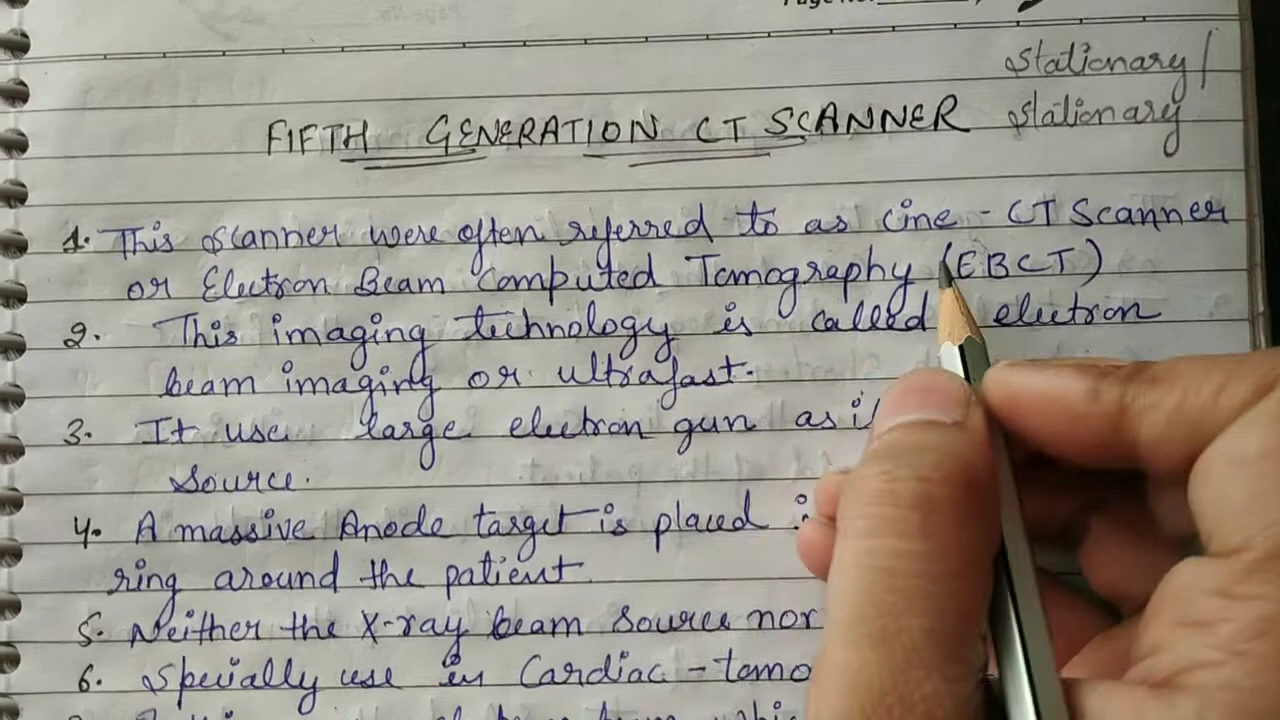 stationary/
FIFTH GENERATION CT SCANNER stationary
1. This scanner were often referred to as Cine - CT Scanner
or Electron Beam Computed Tomography (EBCT)
2. This imaging technology is called electron
beam imaging or ultrafast.
3. It use large electron gun as
source.
4. A massive Anode target is placed
ring around the patient
5. Neither the X-ray beam source nor
6. Specially use in Cardiac -